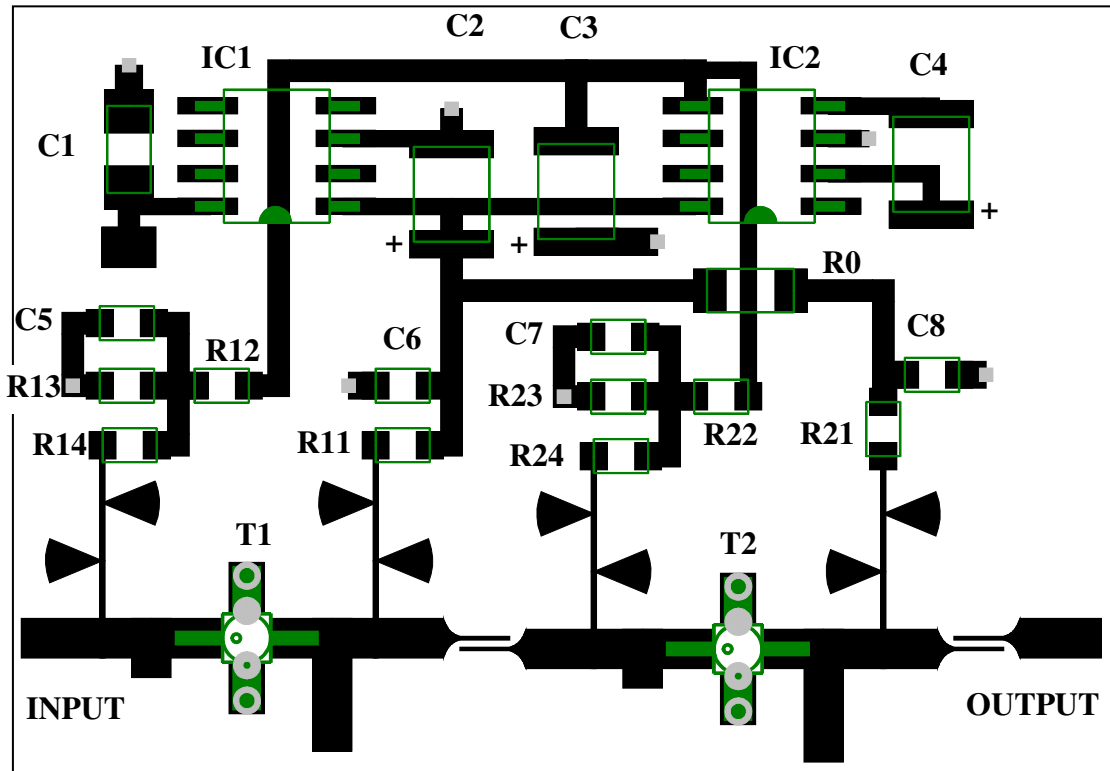 C2
C3
IC1
IC2
C4
C1
+
+
+
R0
C5
C7
C6
C8
R12
R13
R23
R22
R21
R14
R11
R24
T1
T2
INPUT
OUTPUT